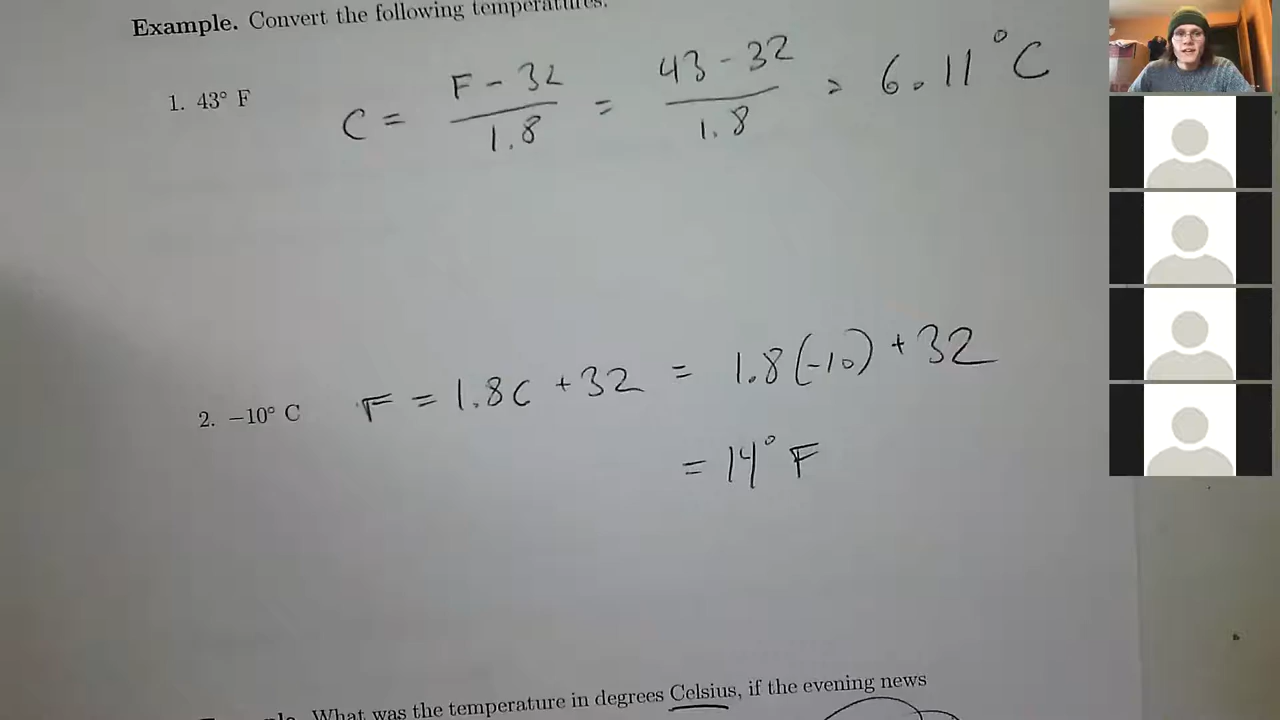 Example. Convert the following temperatures.
1. 43° F C = F - 32 / 1.8 = 43 - 32 / 1.8 = 6.11° C
2. −10° C F = 1.8C + 32 = 1.8(-10) + 32
= 14° F
What was the temperature in degrees Celsius, if the evening news